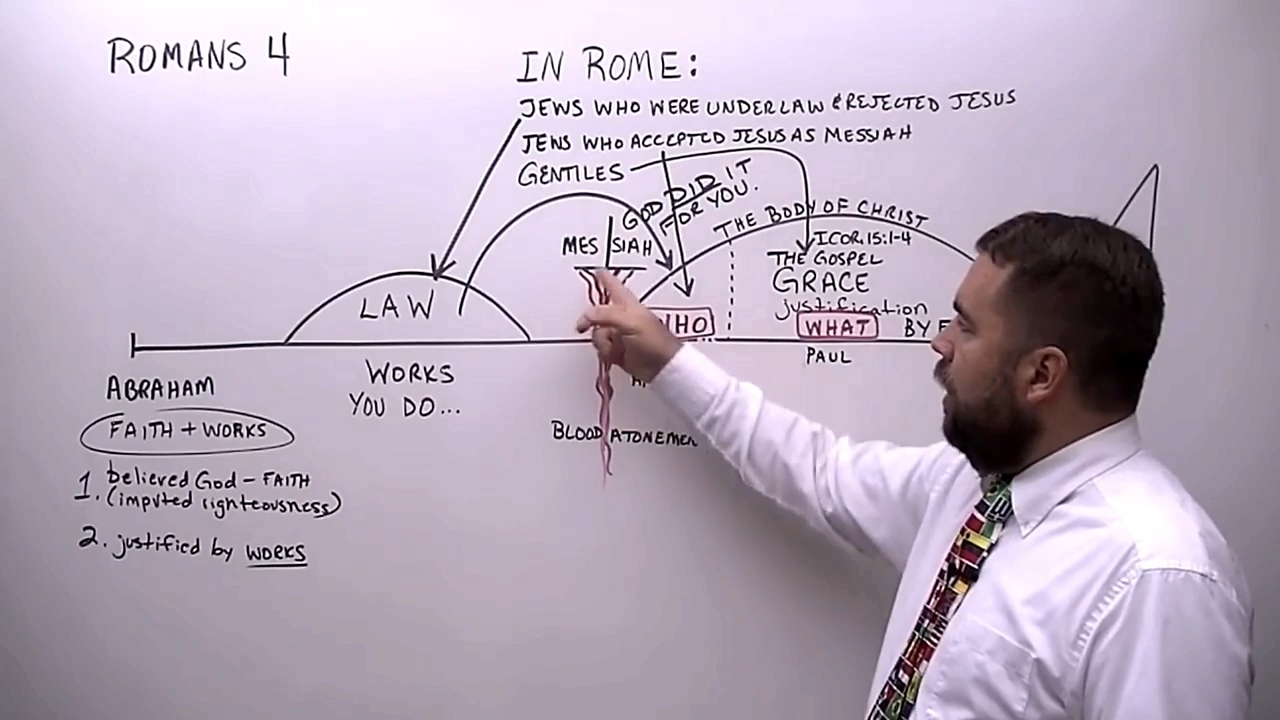 ROMANS 4
IN ROME:
JEWS WHO WERE UNDER LAW & REJECTED JESUS
JEWS WHO ACCEPTED JESUS AS MESSIAH
GENTILES
GOD DID IT
FOR YOU.
THE BODY OF CHRIST
MESSIAH
I COR. 15:1-4
THE GOSPEL
GRACE
justification
LAW
WHAT
BY
PAUL
ABRAHAM
FAITH + WORKS
1. believed God - FAITH
(imputed righteousness)
2. justified by WORKS
WORKS
YOU DO...
BLOOD ATONEMEN